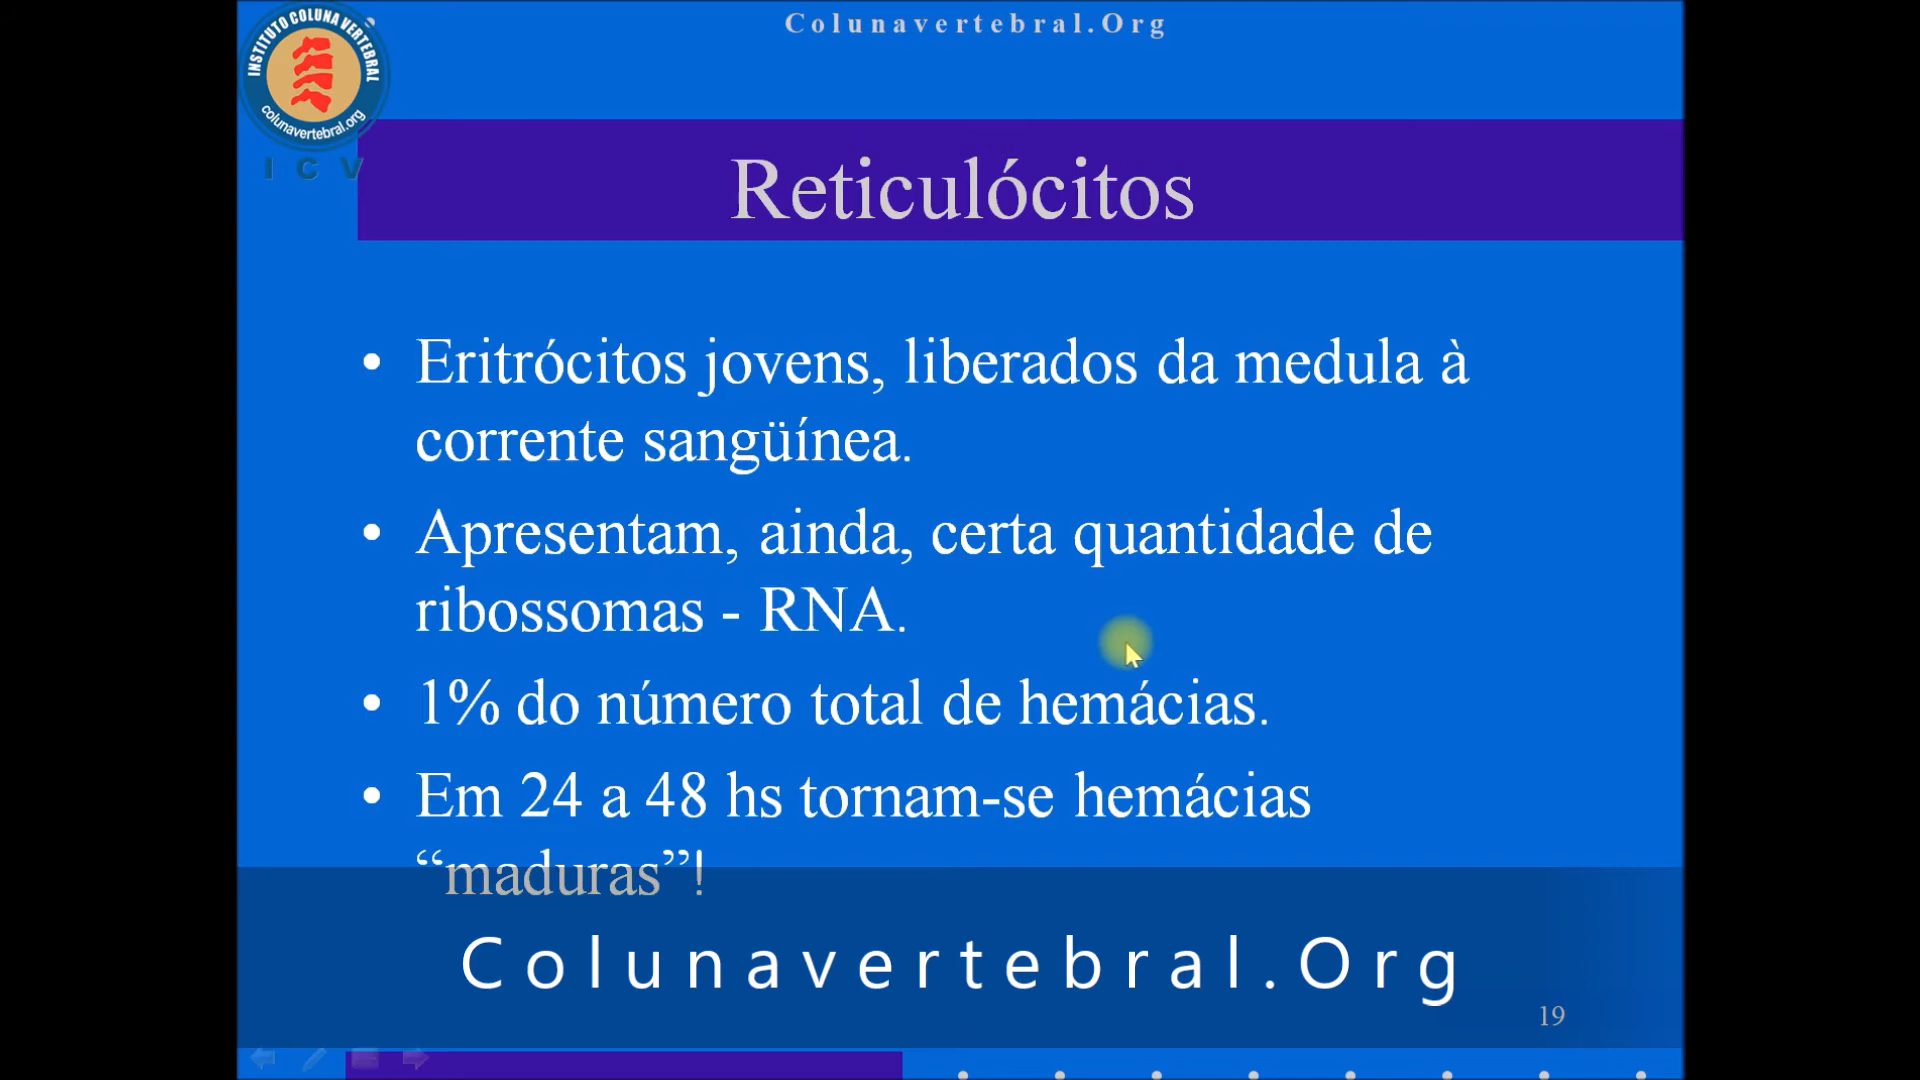 Colunavertebral.Org
INSTITUTO COLUNA VERTEBRAL
colunavertebral.org
I C V
Reticulócitos
• Eritrócitos jovens, liberados da medula à
corrente sangüínea.
• Apresentam, ainda, certa quantidade de
ribossomas - RNA.
• 1% do número total de hemácias.
• Em 24 a 48 hs tornam-se hemácias
“maduras”!
Colunavertebral.Org
19